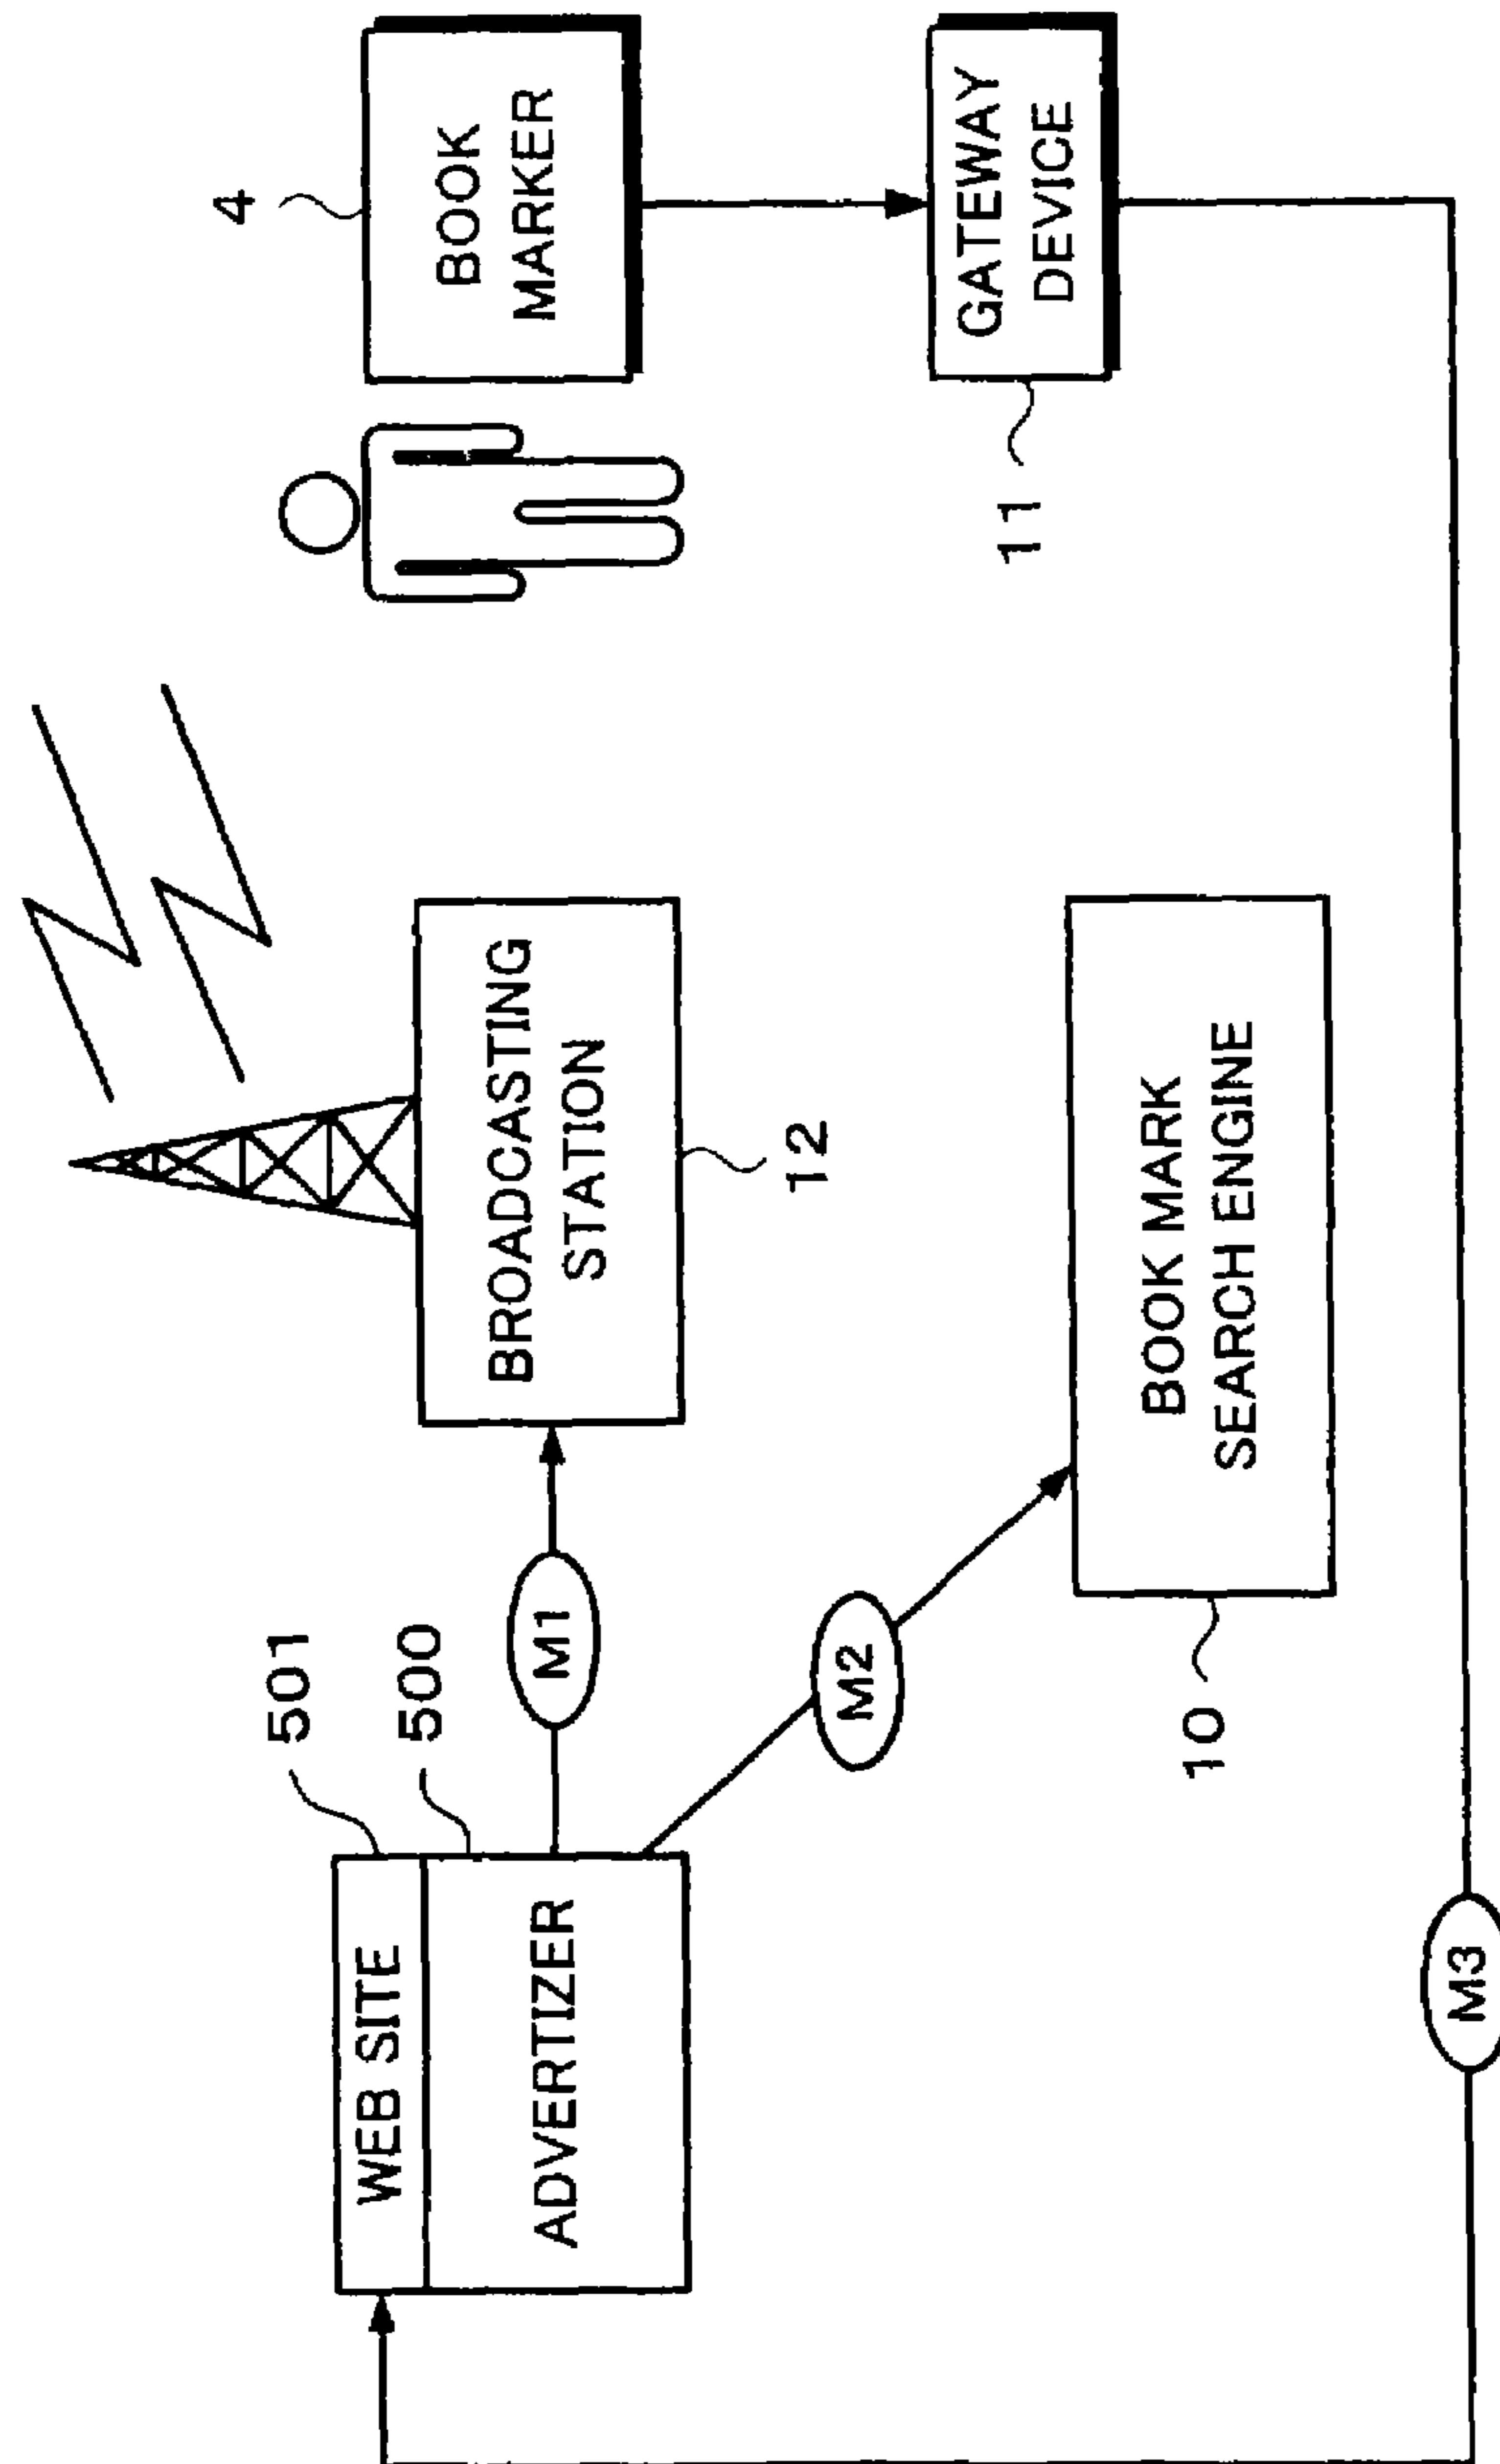 501
WEB SITE
500
ADVERTIZER
M1
M2
BROADCASTING
STATION
12
BOOK MARK
SEARCH ENGINE
10
4
BOOK
MARKER
GATEWAY
DEVICE
11
M3